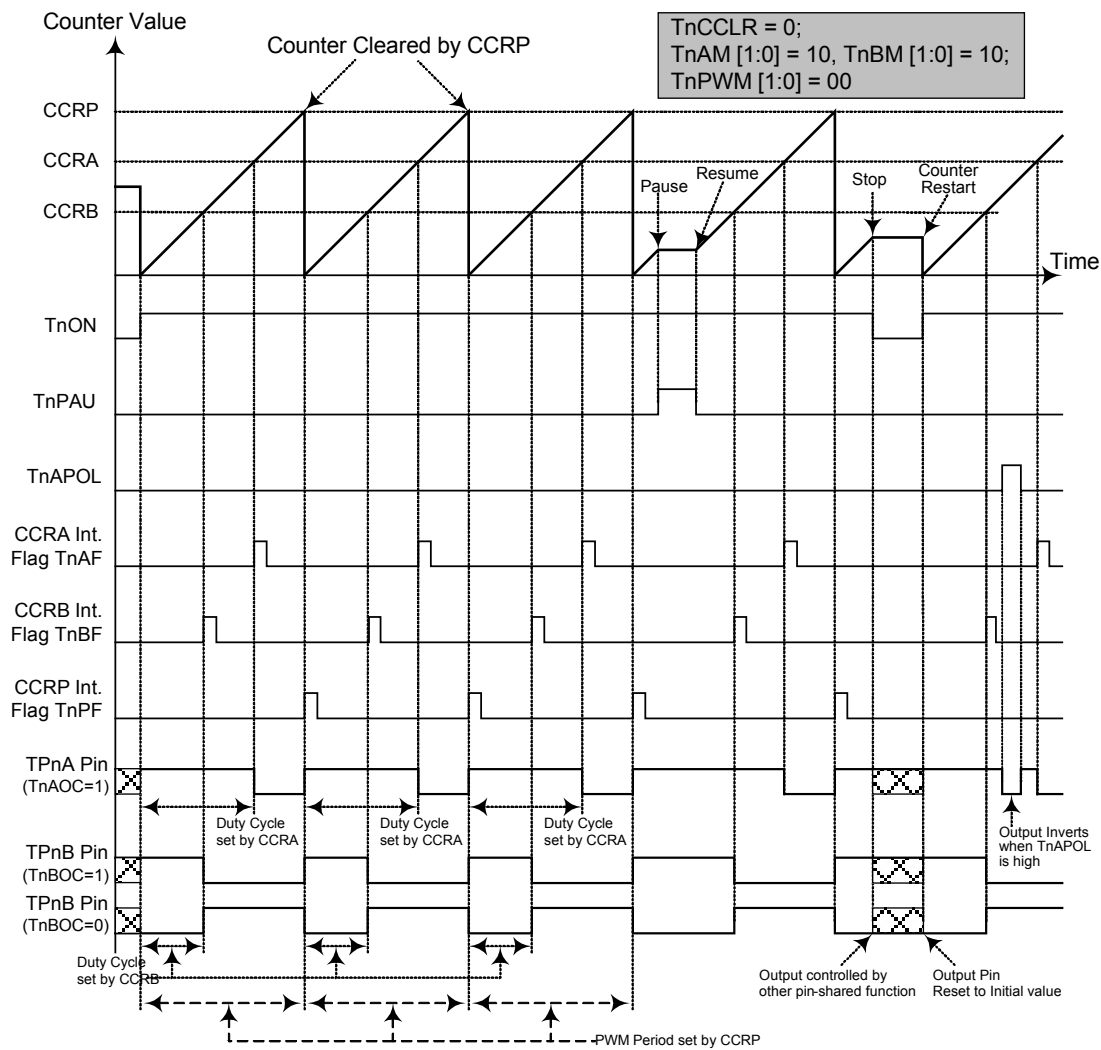 Counter Value
Counter Cleared by CCRP
TnCCLR = 0;
TnAM [1:0] = 10, TnBM [1:0] = 10;
TnPWM [1:0] = 00
CCRP
CCRA
CCRB
Pause
Resume
Stop
Counter
Restart
Time
TnON
TnPAU
TnAPOL
CCRA Int.
Flag TnAF
CCRB Int.
Flag TnBF
CCRP Int.
Flag TnPF
TPnA Pin
(TnAOC=1)
Duty Cycle
set by CCRA
Duty Cycle
set by CCRA
Duty Cycle
set by CCRA
Output Inverts
when TnAPOL
is high
TPnB Pin
(TnBOC=1)
TPnB Pin
(TnBOC=0)
Duty Cycle
set by CCRB
Output controlled by
other pin-shared function
Output Pin
Reset to Initial value
PWM Period set by CCRP